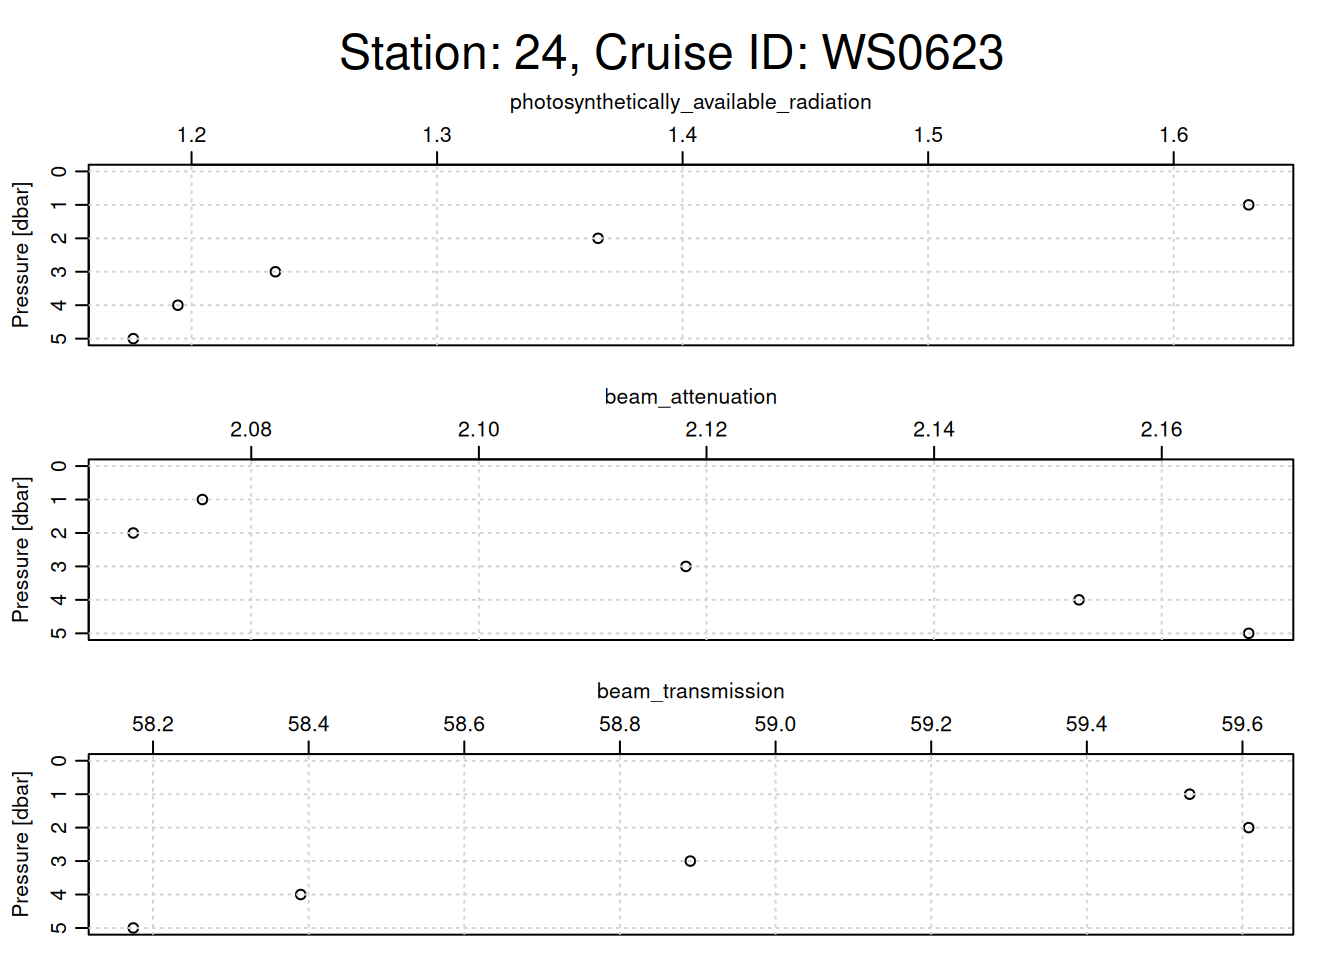 Station: 24, Cruise ID: WS0623
photosynthetically_available_radiation
1.2 1.3 1.4 1.5 1.6
Pressure [dbar]
0
1
2
3
4
5
beam_attenuation
2.08 2.10 2.12 2.14 2.16
Pressure [dbar]
0
1
2
3
4
5
beam_transmission
58.2 58.4 58.6 58.8 59.0 59.2 59.4 59.6
Pressure [dbar]
0
1
2
3
4
5